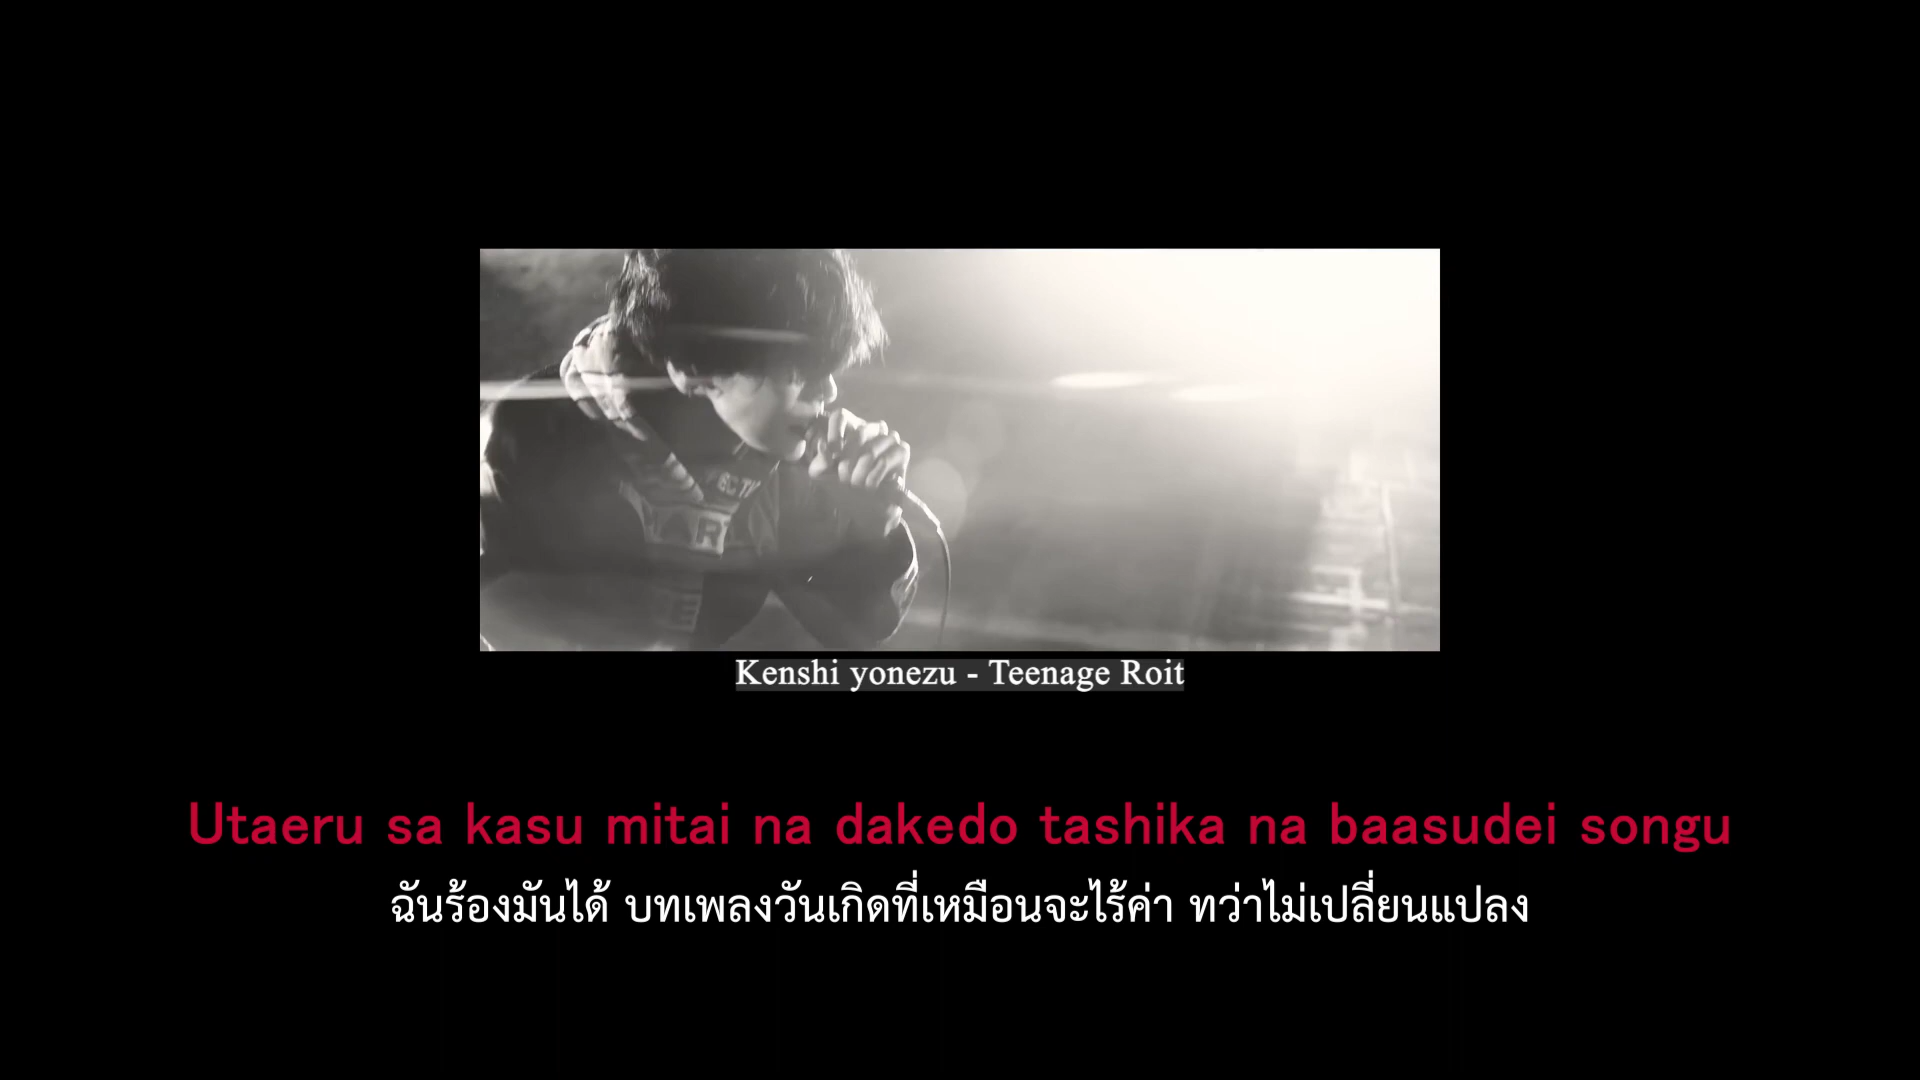 Kenshi yonezu - Teenage Roit
Utaeru sa kasu mitai na dakedo tashika na baasudei songu
ฉันร้องมันได้ บทเพลงวันเกิดที่เหมือนจะไร้ค่า ทว่าไม่เปลี่ยนแปลง